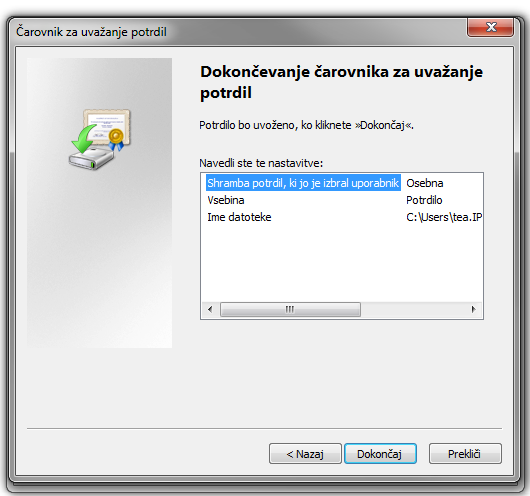 Čarovnik za uvažanje potrdil
Dokončevanje čarovnika za uvažanje
potrdil
Potrdilo bo uvoženo, ko kliknete »Dokončaj«.
Navedli ste te nastavitve:
Shramba potrdil, ki jo je izbral uporabnik Osebna
Vsebina Potrdilo
Ime datoteke C:\Users\tea.IP
< Nazaj Dokončaj Prekliči